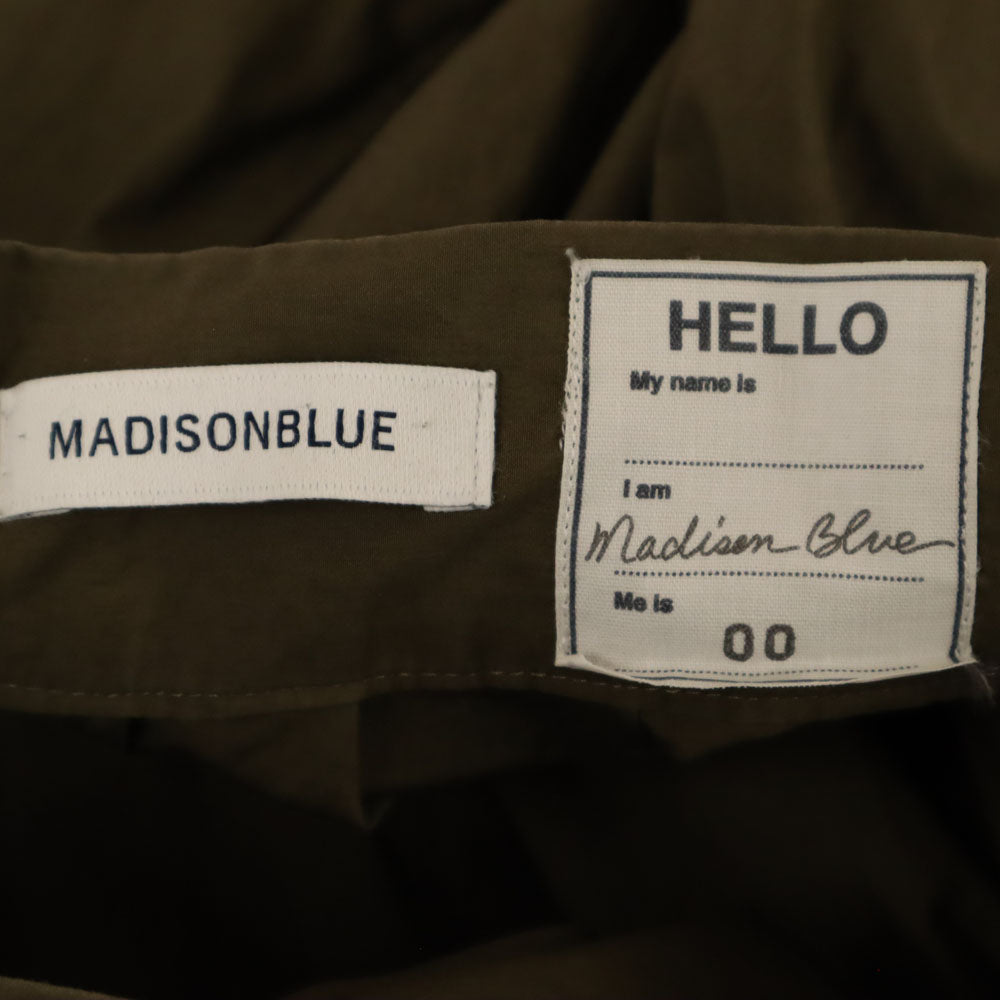 MADISONBLUE
HELLO
My name is
I am
Madison Blue
Me is
00